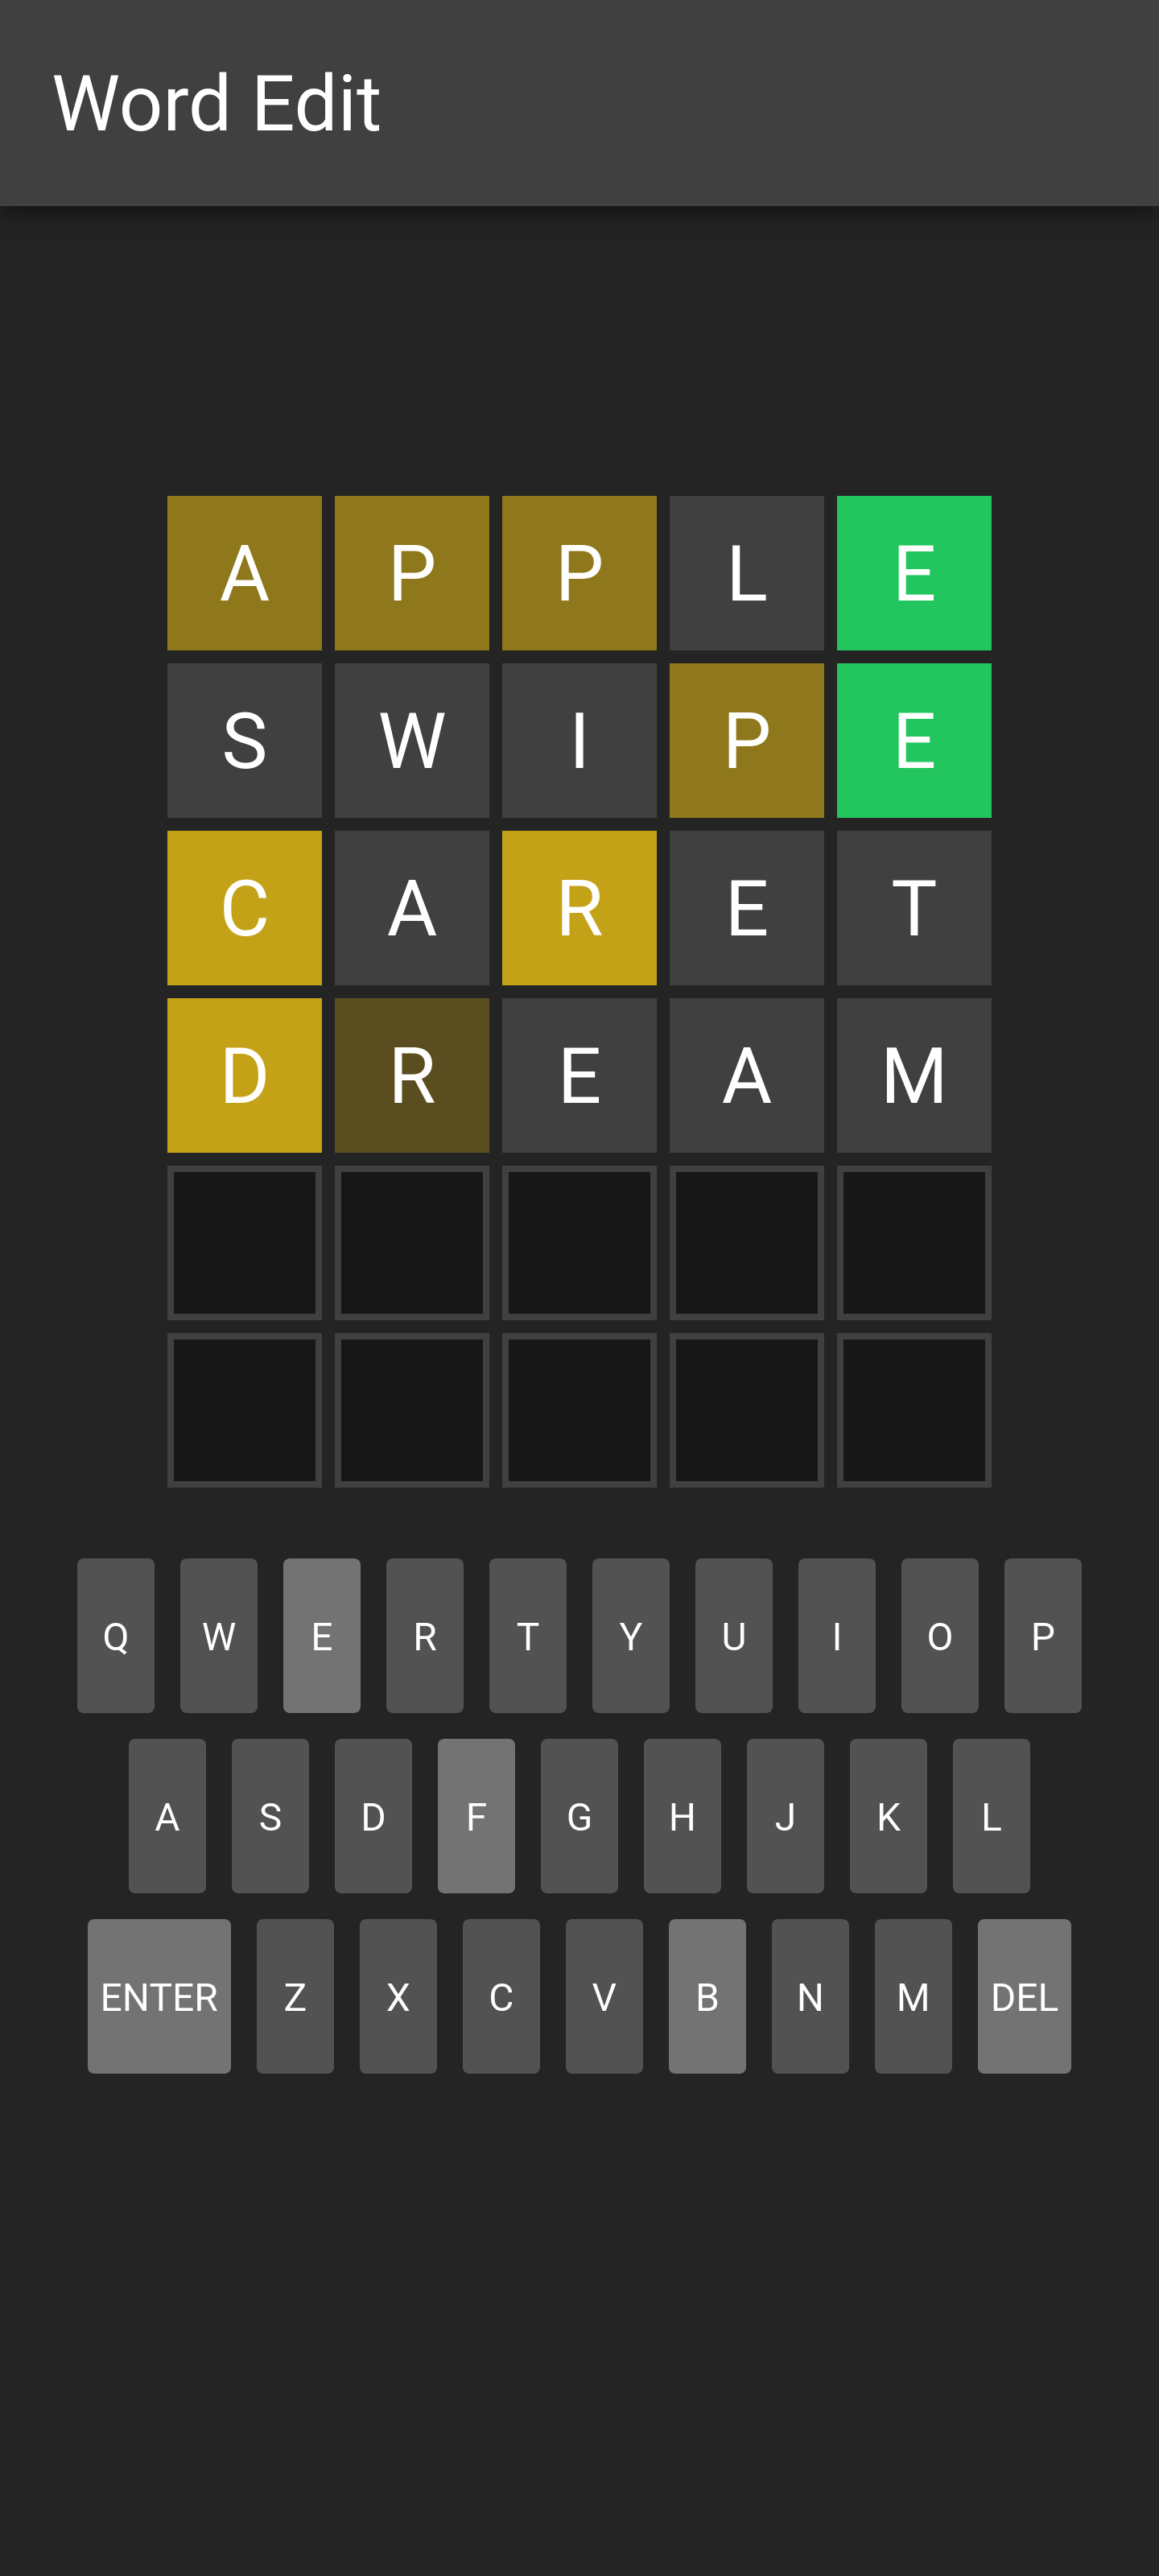 Word Edit
A P P L E
S W I P E
C A R E T
D R E A M
Q W E R T Y U I O P
A S D F G H J K L
ENTER Z X C V B N M DEL